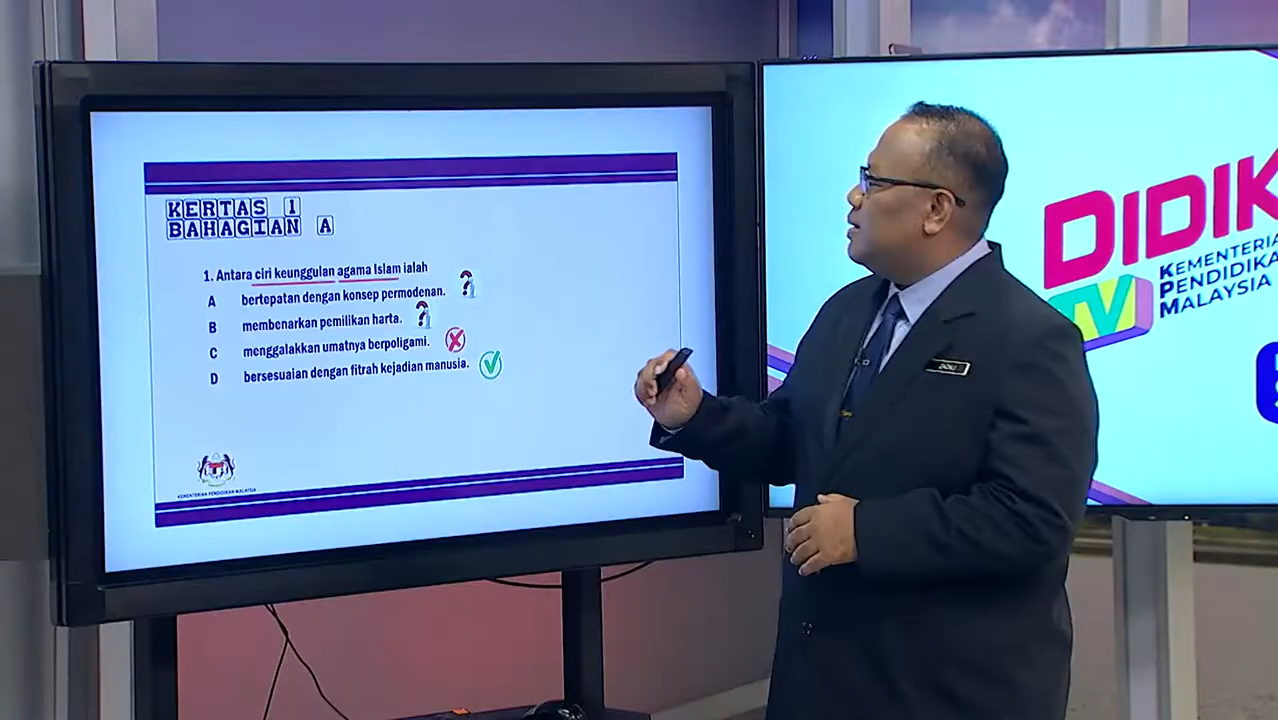 KERTAS 1
BAHAGIAN A
1. Antara ciri keunggulan agama Islam ialah
A bertepatan dengan konsep permodenan.
B membenarkan pemilikan harta.
C menggalakkan umatnya berpoligami.
D bersesuaian dengan fitrah kejadian manusia.
KEMENTERIAN PENDIDIKAN MALAYSIA
DIDIK
TV
KEMENTERIA
PENDIDIKA
MALAYSIA